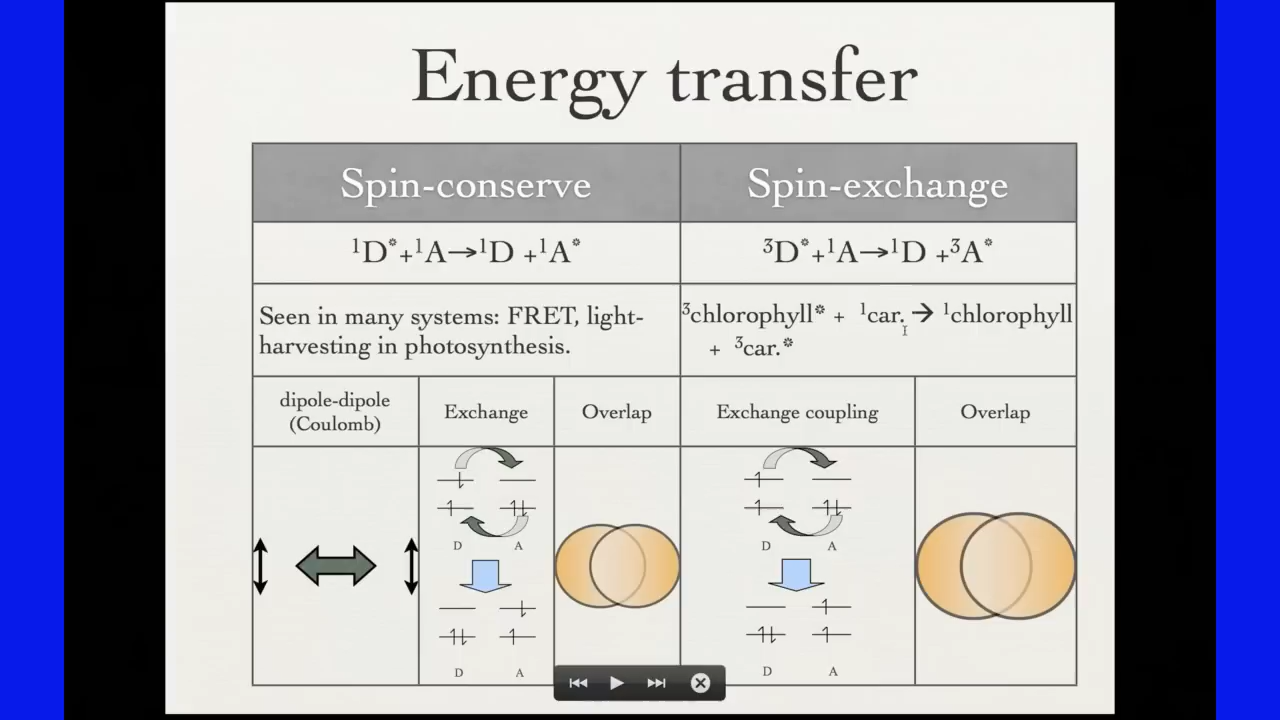 Energy transfer
Spin-conserve
Spin-exchange
¹D*+¹A→¹D +¹A*
³D*+¹A→¹D +³A*
Seen in many systems: FRET, light-
harvesting in photosynthesis.
³chlorophyll* + ¹car. → ¹chlorophyll
+ ³car.*
dipole-dipole
(Coulomb)
Exchange
Overlap
Exchange coupling
Overlap
D A
D A
D A
D A